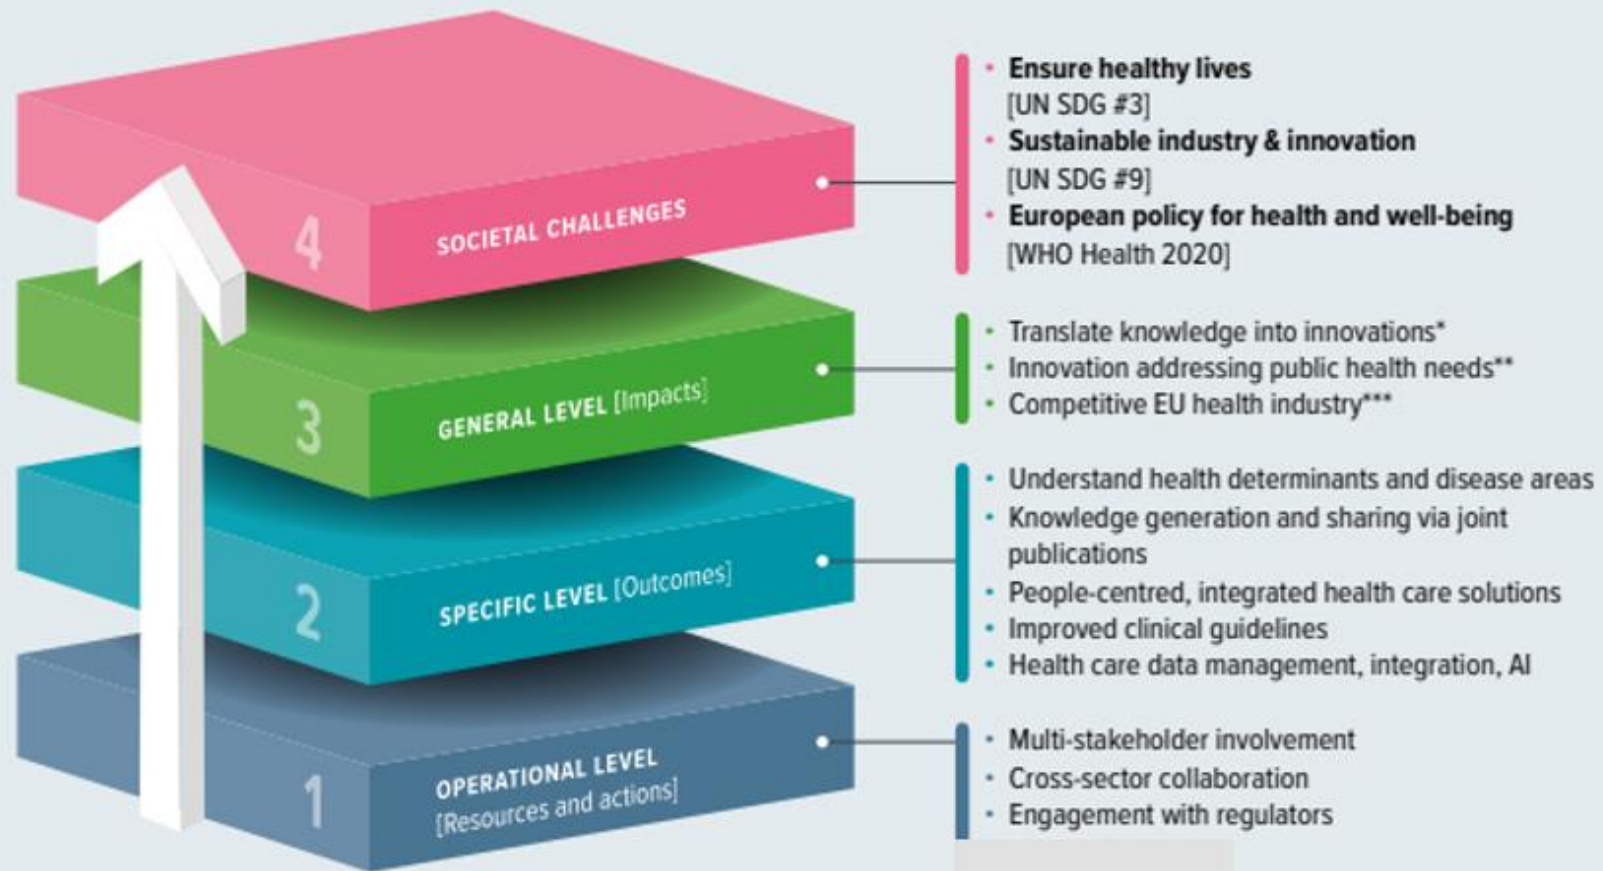 4
SOCIETAL CHALLENGES
• Ensure healthy lives
[UN SDG #3]
• Sustainable industry & innovation
[UN SDG #9]
• European policy for health and well-being
[WHO Health 2020]
3
GENERAL LEVEL [Impacts]
• Translate knowledge into innovations*
• Innovation addressing public health needs**
• Competitive EU health industry***
2
SPECIFIC LEVEL [Outcomes]
• Understand health determinants and disease areas
• Knowledge generation and sharing via joint
publications
• People-centred, integrated health care solutions
• Improved clinical guidelines
• Health care data management, integration, AI
1
OPERATIONAL LEVEL
[Resources and actions]
• Multi-stakeholder involvement
• Cross-sector collaboration
• Engagement with regulators